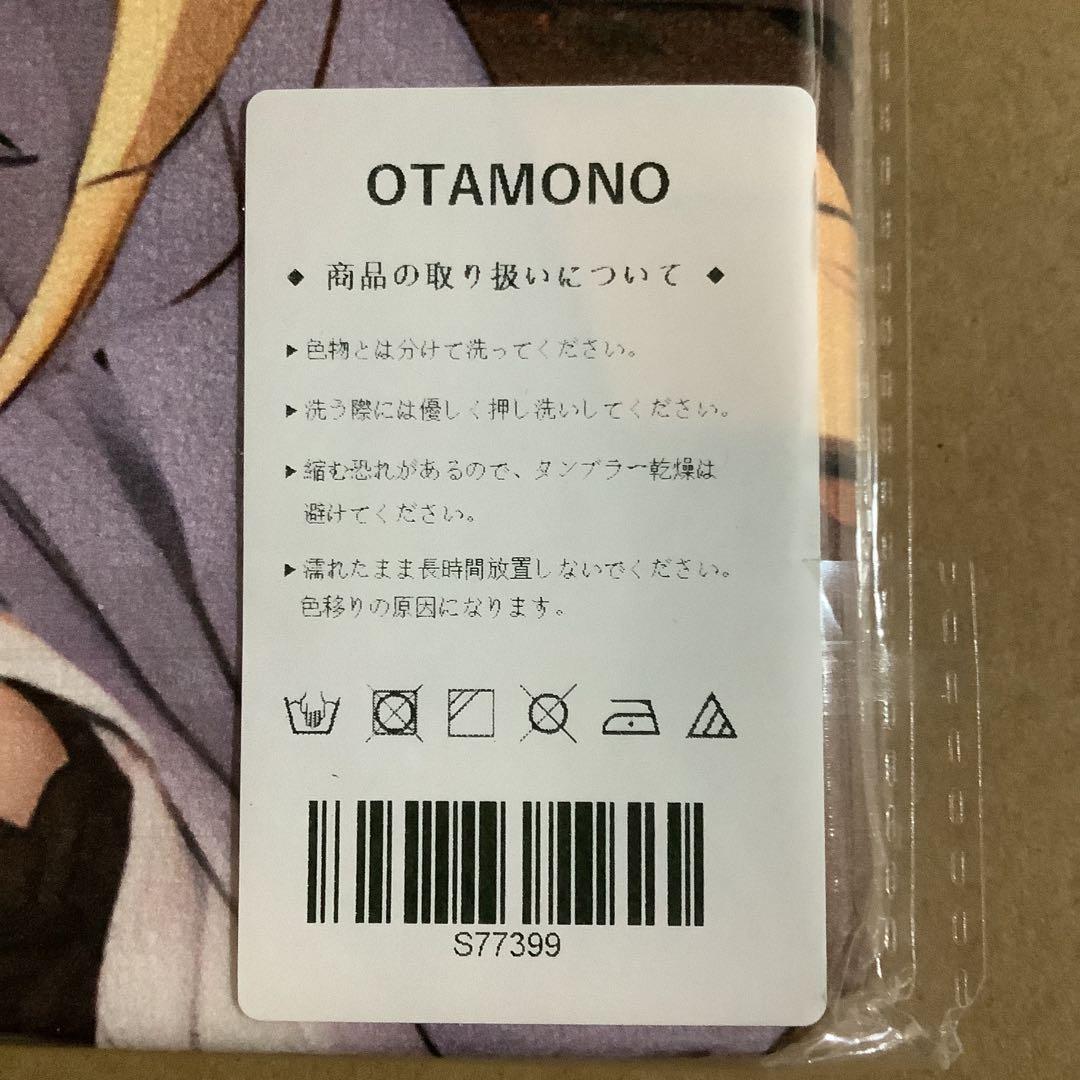 OTAMONO
◆ 商品の取り扱いについて ◆
▶色物とは分けて洗ってください。
▶洗う際には優しく押し洗いしてください。
▶縮む恐れがあるので、タンブラー乾燥は
避けてください。
▶濡れたまま長時間放置しないでください。
色移りの原因になります。
S77399